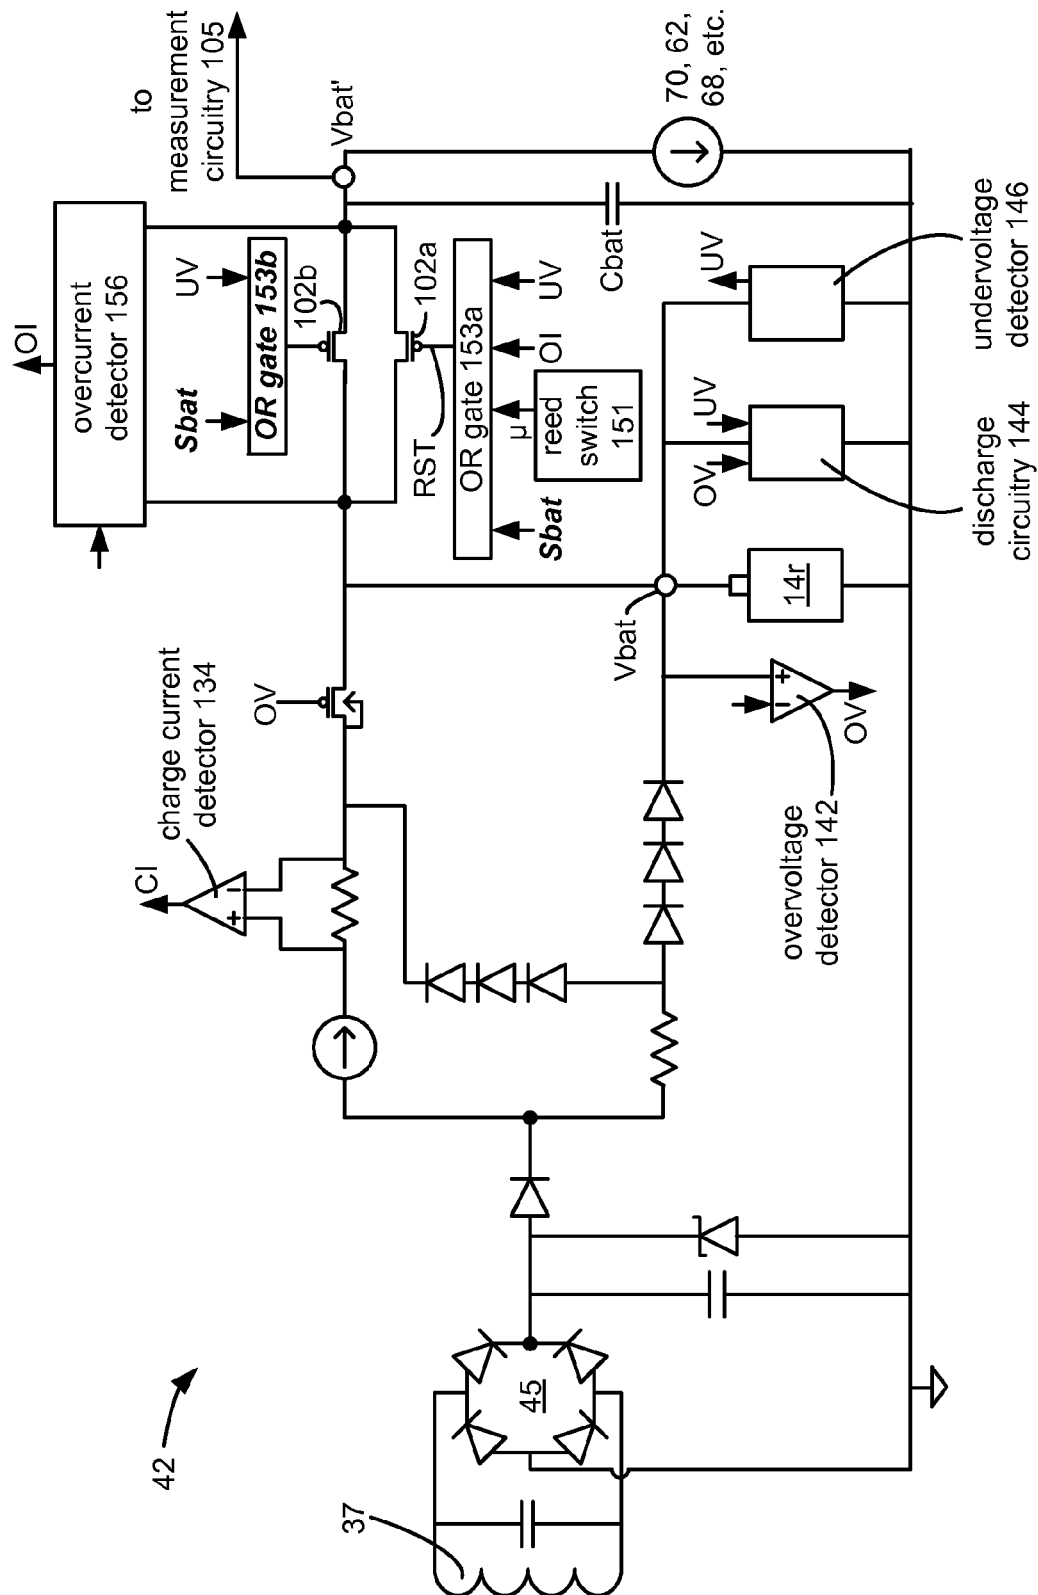 42
37
45
CI
charge current
detector 134
OV
OI
overcurrent
detector 156
Sbat
UV
OR gate 153b
102b
102a
RST
OR gate 153a
Sbat
µ
OI
UV
reed
switch
151
to
measurement
circuitry 105
Vbat'
Cbat
70, 62,
68, etc.
Vbat
14r
+
-
+
-
OV
overvoltage
detector 142
OV
UV
UV
discharge
circuitry 144
undervoltage
detector 146